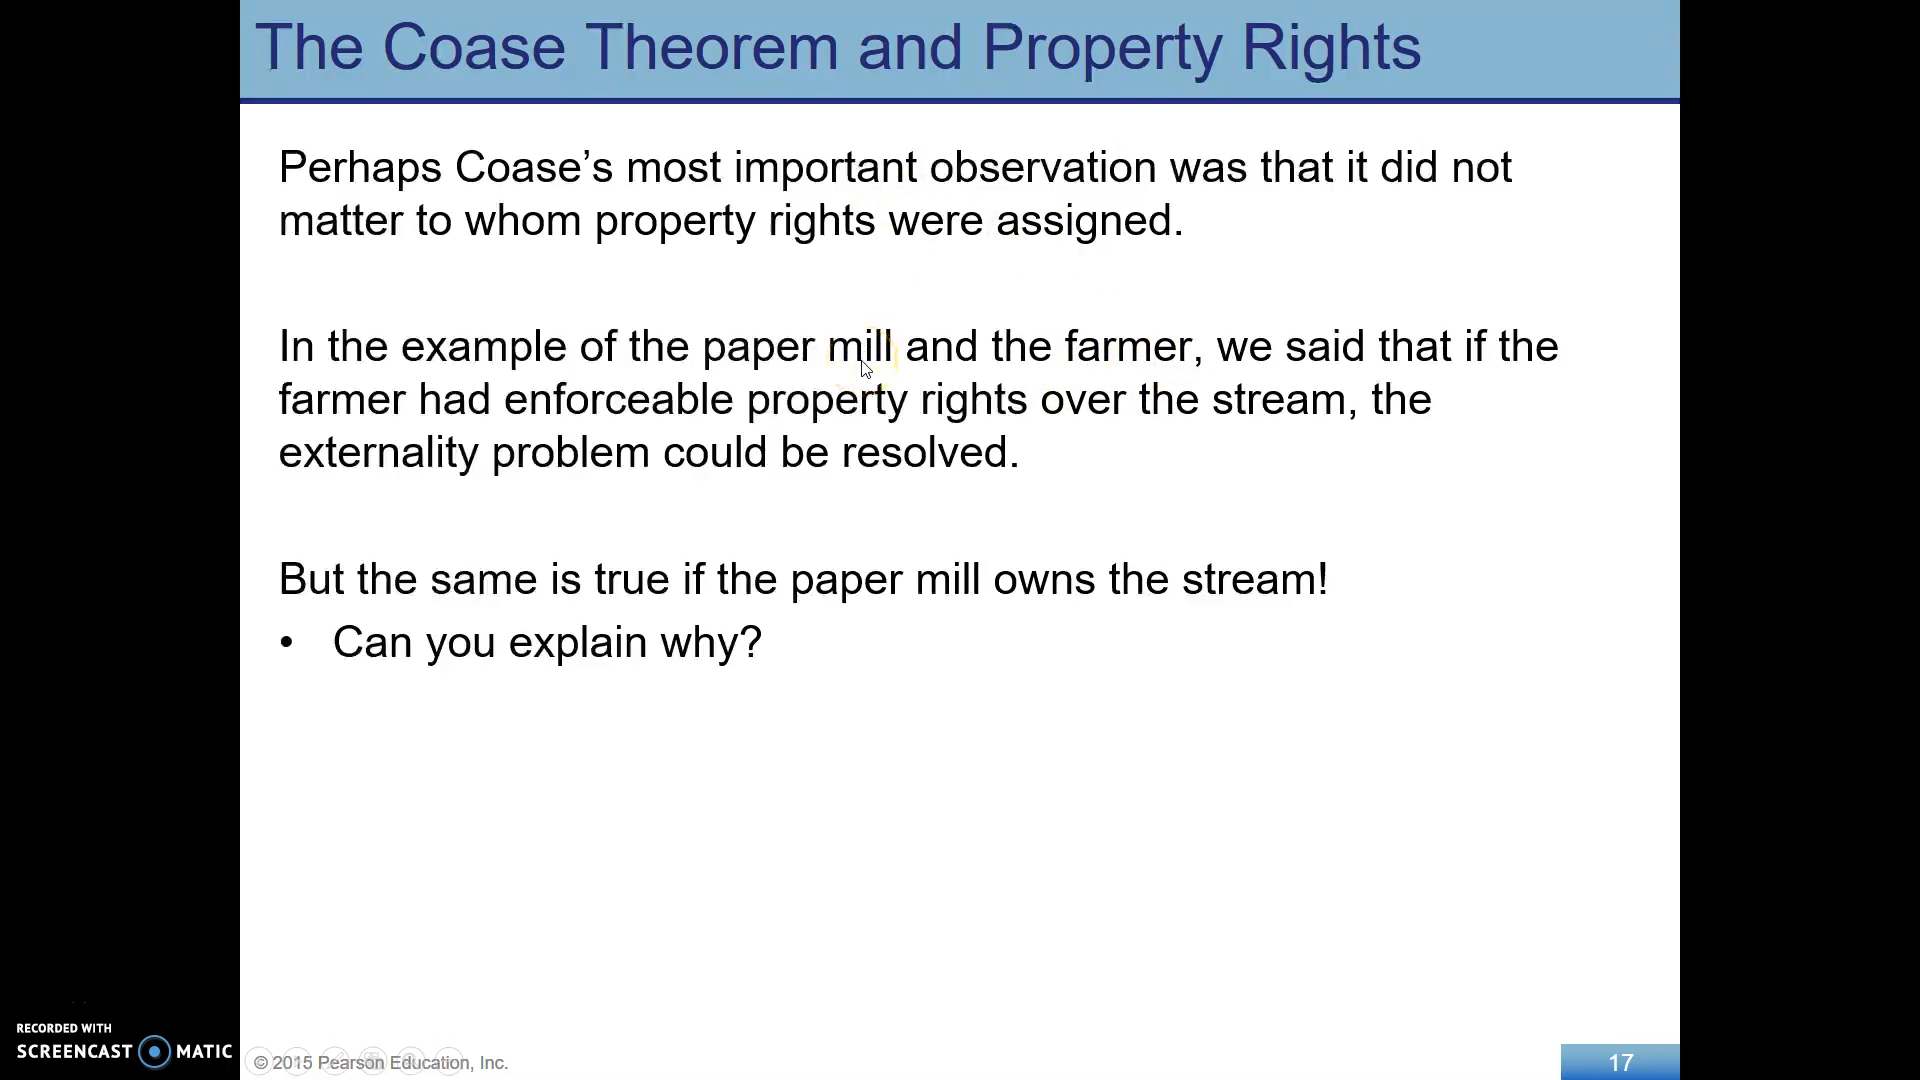 The Coase Theorem and Property Rights
Perhaps Coase’s most important observation was that it did not
matter to whom property rights were assigned.
In the example of the paper mill and the farmer, we said that if the
farmer had enforceable property rights over the stream, the
externality problem could be resolved.
But the same is true if the paper mill owns the stream!
• Can you explain why?
RECORDED WITH
SCREENCAST MATIC
© 2015 Pearson Education, Inc.
17